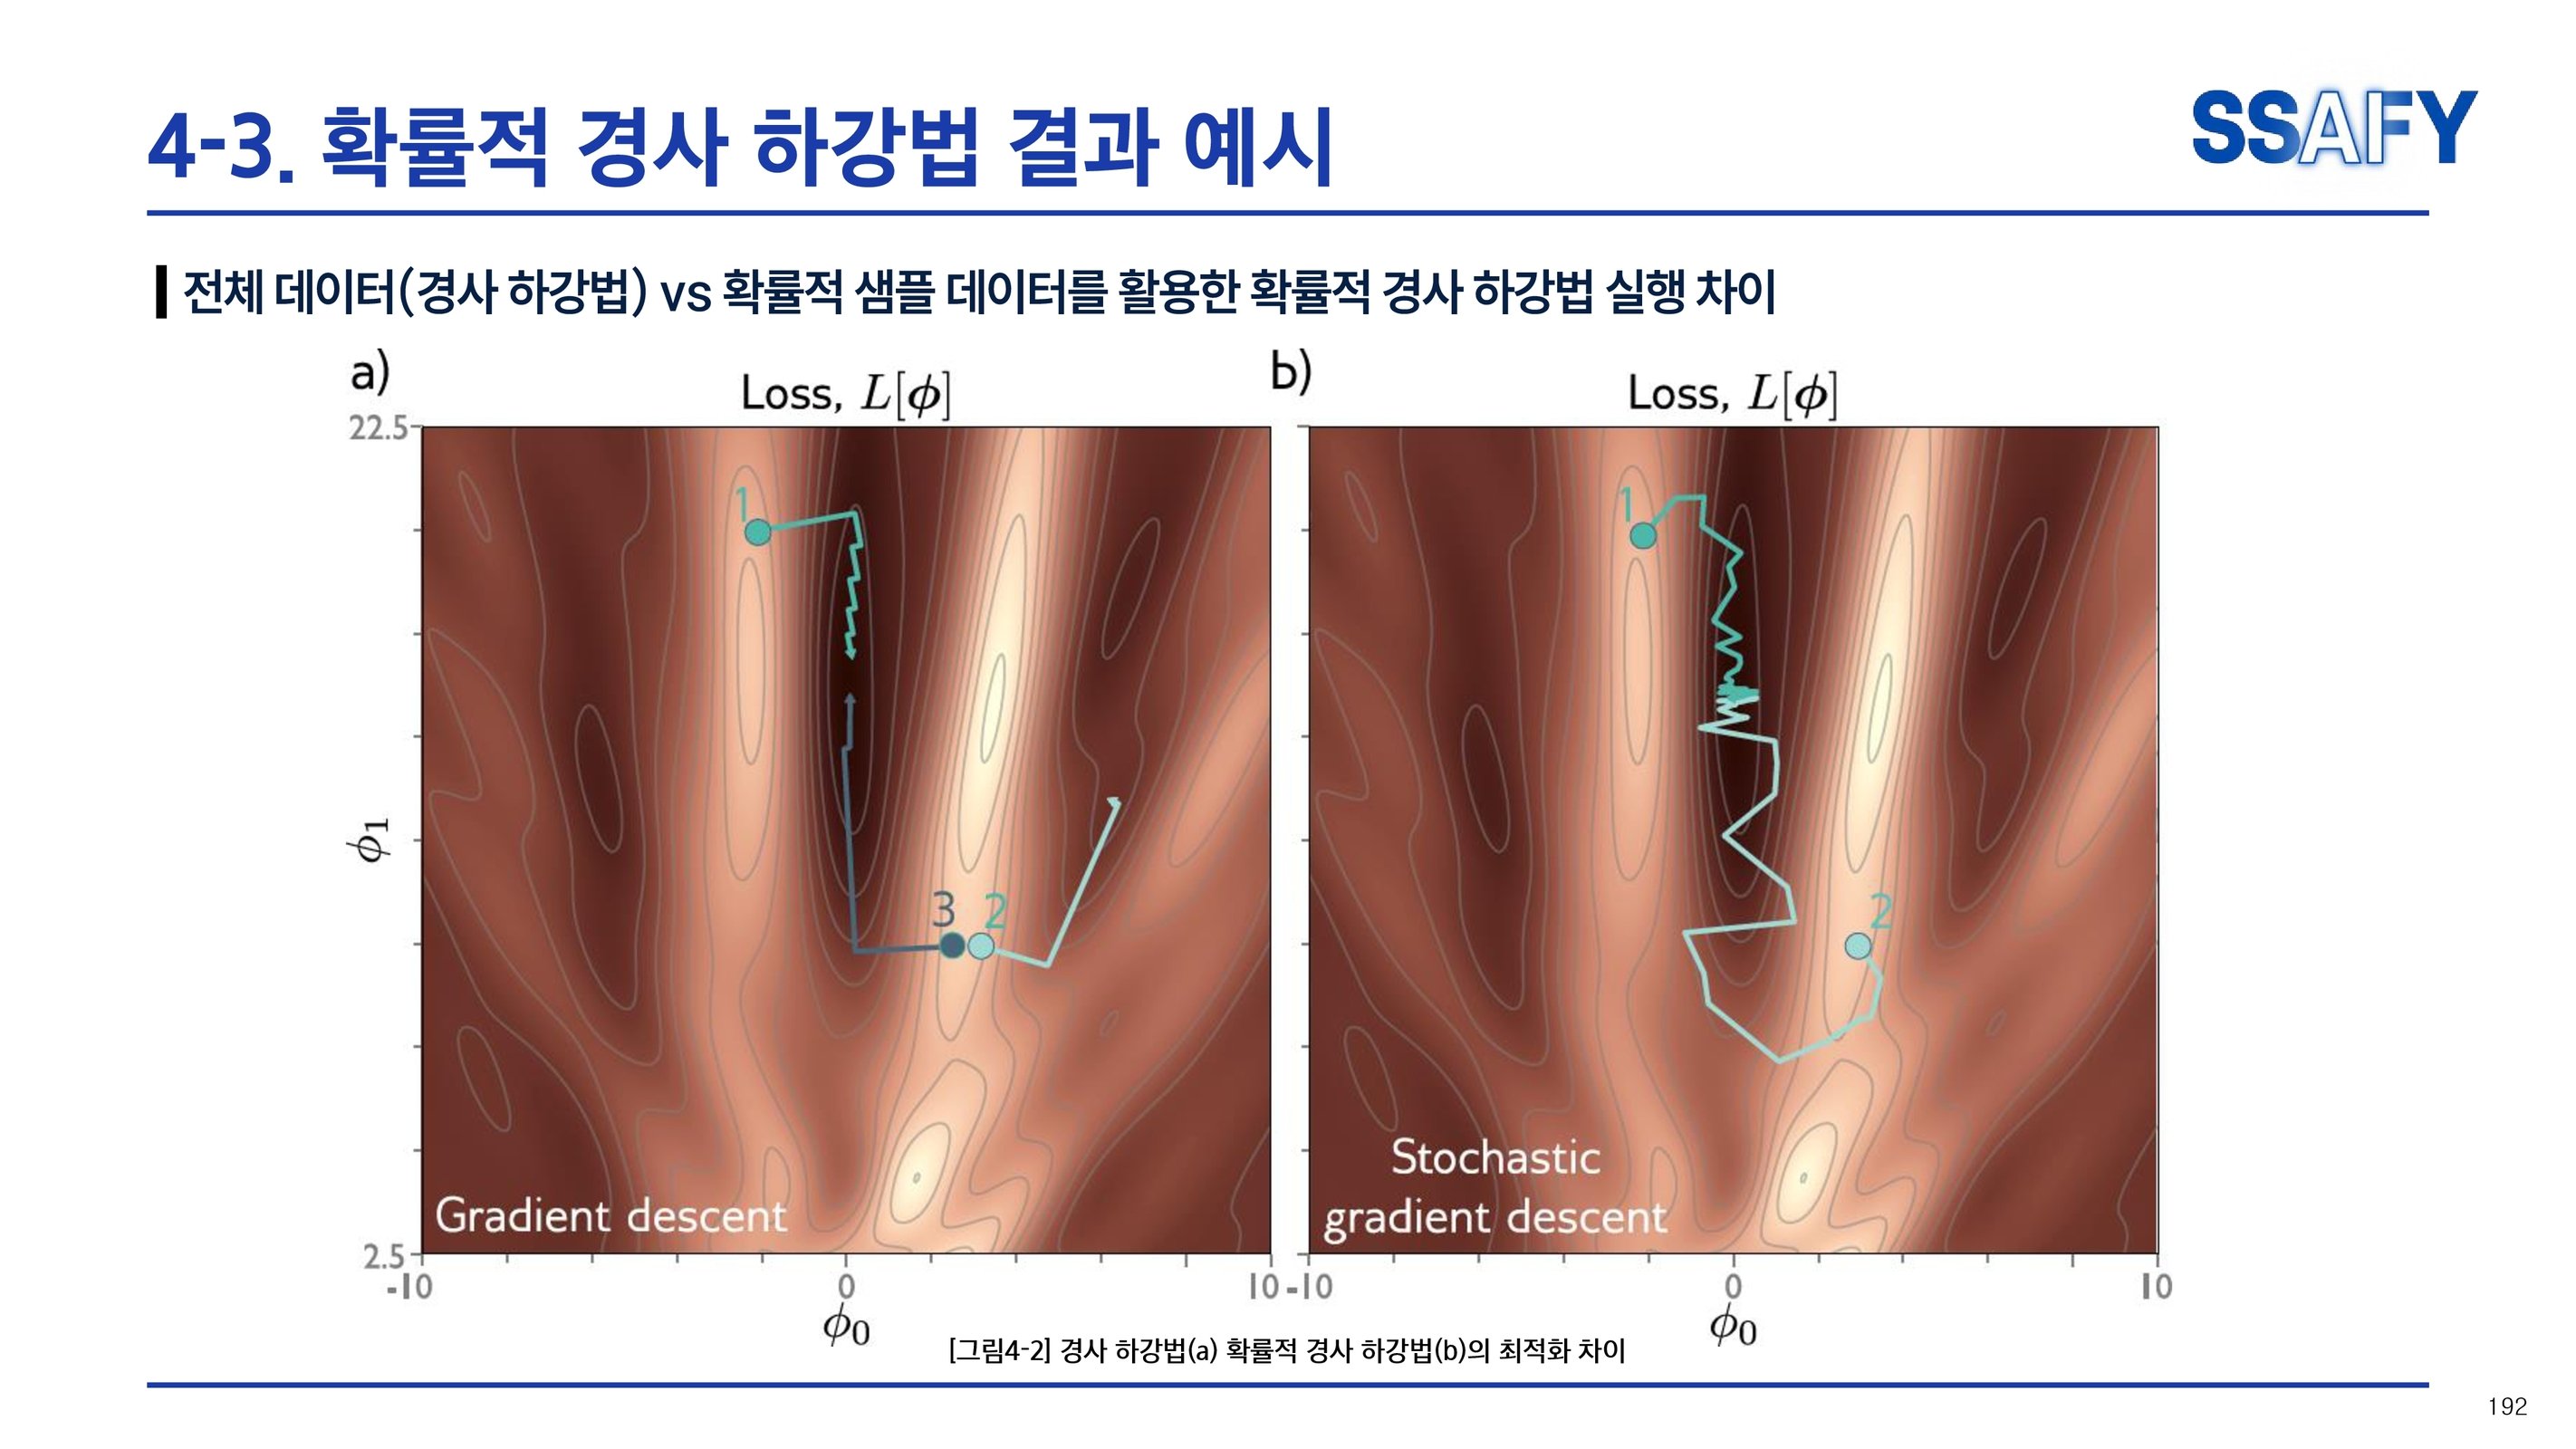 4-3. 확률적 경사 하강법 결과 예시
SSAFY
전체 데이터(경사 하강법) vs 확률적 샘플 데이터를 활용한 확률적 경사 하강법 실행 차이
a)
Loss, L[ϕ]
22.5
1
3
2
ϕ1
Gradient descent
2.5
-10
0
10
ϕ0
b)
Loss, L[ϕ]
1
2
Stochastic
gradient descent
-10
0
10
ϕ0
[그림4-2] 경사 하강법(a) 확률적 경사 하강법(b)의 최적화 차이
192